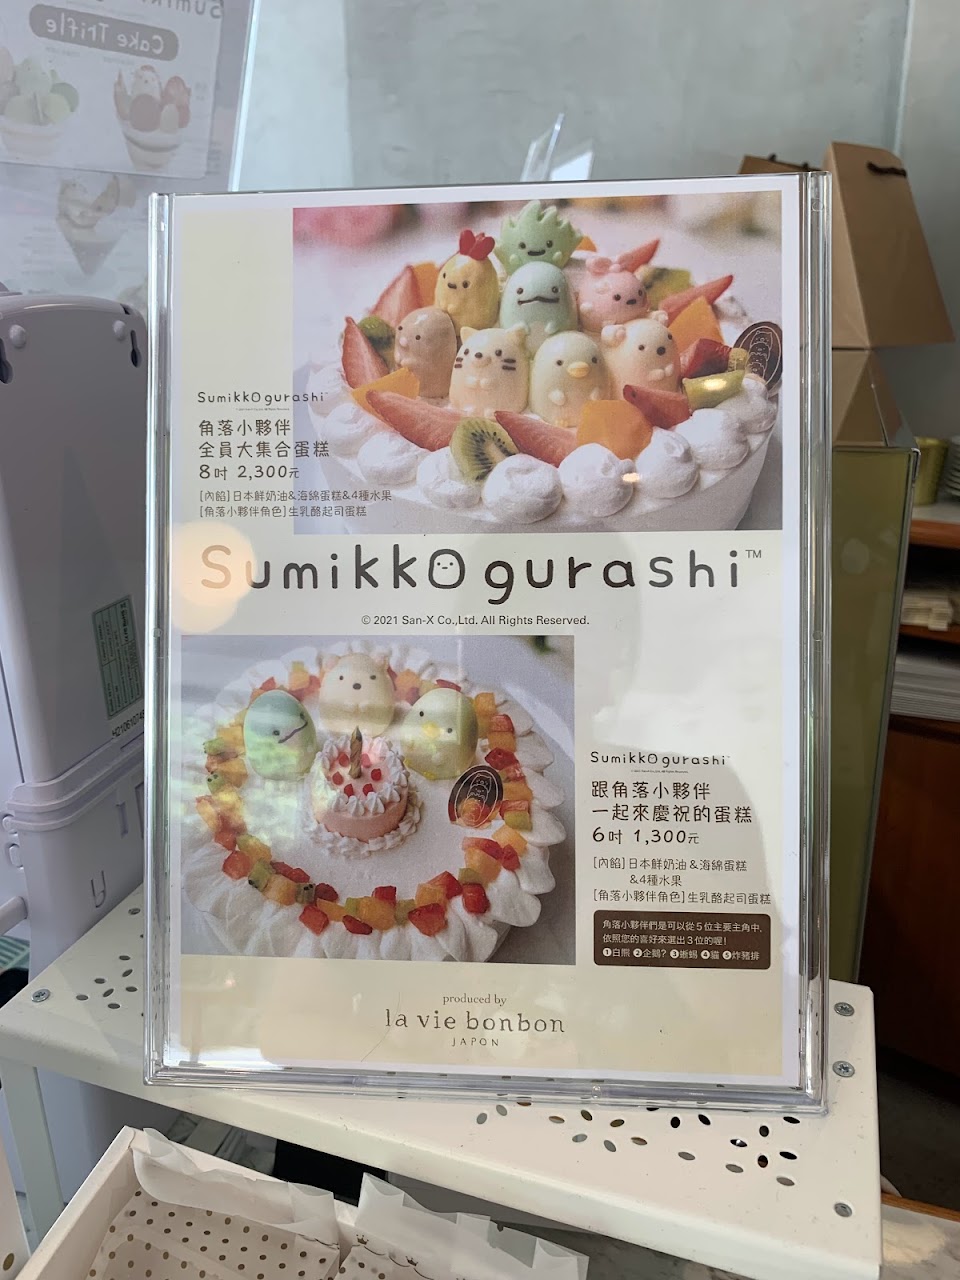 Cake Trifle
Sumikkogurashi
角落小夥伴
全員大集合蛋糕
8吋 2,300元
[內餡]日本鮮奶油&海綿蛋糕&4種水果
[角落小夥伴角色]生乳酪起司蛋糕
Sumikkogurashi™
© 2021 San-X Co.,Ltd. All Rights Reserved.
Sumikkogurashi
跟角落小夥伴
一起來慶祝的蛋糕
6吋 1,300元
[內餡]日本鮮奶油&海綿蛋糕
&4種水果
[角落小夥伴角色]生乳酪起司蛋糕
角落小夥伴們是可以從5位主要主角中,
依照您的喜好來選出3位的喔!
❶白熊 ❷企鵝? ❸蜥蜴 ❹貓 ❺炸豬排
produced by
la vie bonbon
JAPON